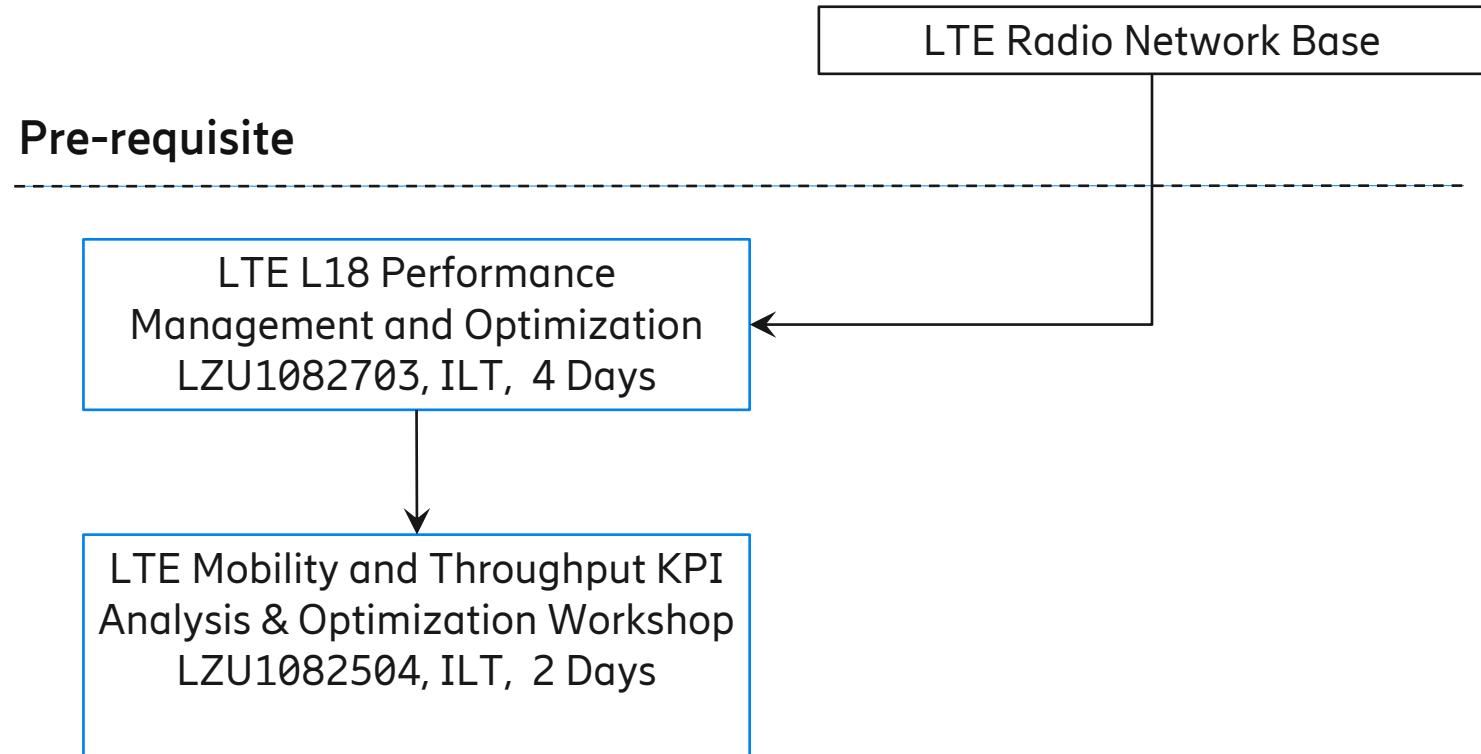 LTE Radio Network Base
Pre-requisite
LTE L18 Performance
Management and Optimization
LZU1082703, ILT,  4 Days
LTE Mobility and Throughput KPI
Analysis & Optimization Workshop
LZU1082504, ILT,  2 Days